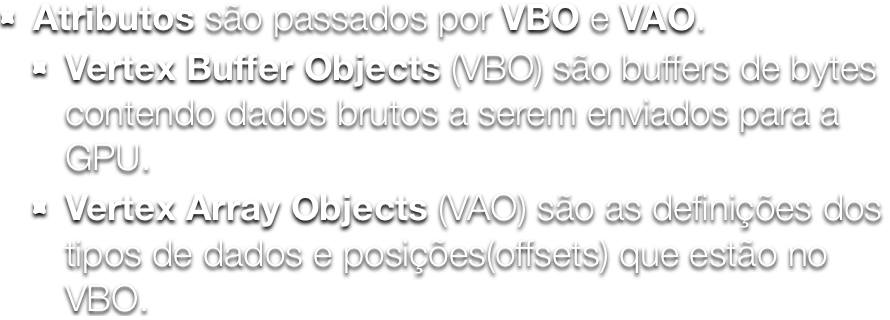 Atributos são passados por VBO e VAO.
Vertex Buffer Objects (VBO) são buffers de bytes
contendo dados brutos a serem enviados para a
GPU.
Vertex Array Objects (VAO) são as definições dos
tipos de dados e posições(offsets) que estão no
VBO.